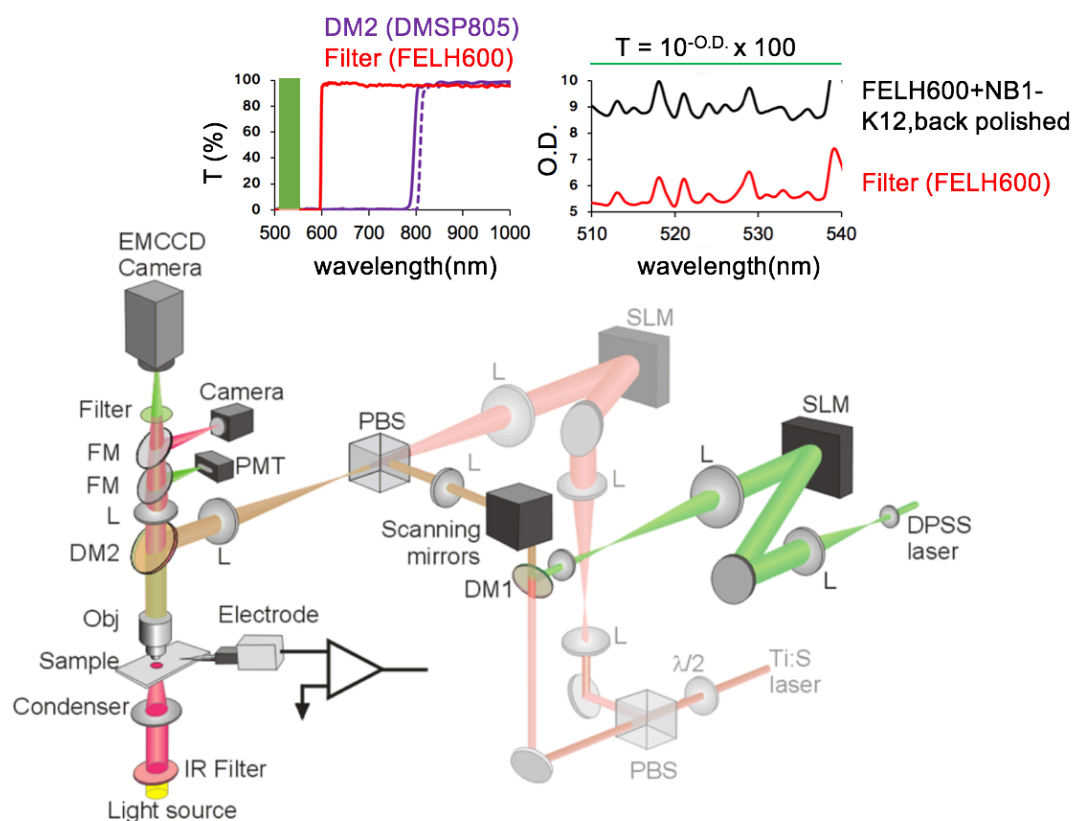 DM2 (DMSP805)
Filter (FELH600)
T (%)
100
80
60
40
20
0
500 600 700 800 900 1000
wavelength(nm)
T = 10-O.D. x 100
O.D.
10
9
8
7
6
5
510 520 530 540
wavelength(nm)
FELH600+NB1-
K12,back polished
Filter (FELH600)
EMCCD
Camera
Filter
Camera
FM
PMT
FM
L
DM2
L
Obj
Electrode
Sample
Condenser
IR Filter
Light source
PBS
L
Scanning
mirrors
DM1
L
SLM
L
L
λ/2
Ti:S
laser
PBS
SLM
L
L
DPSS
laser